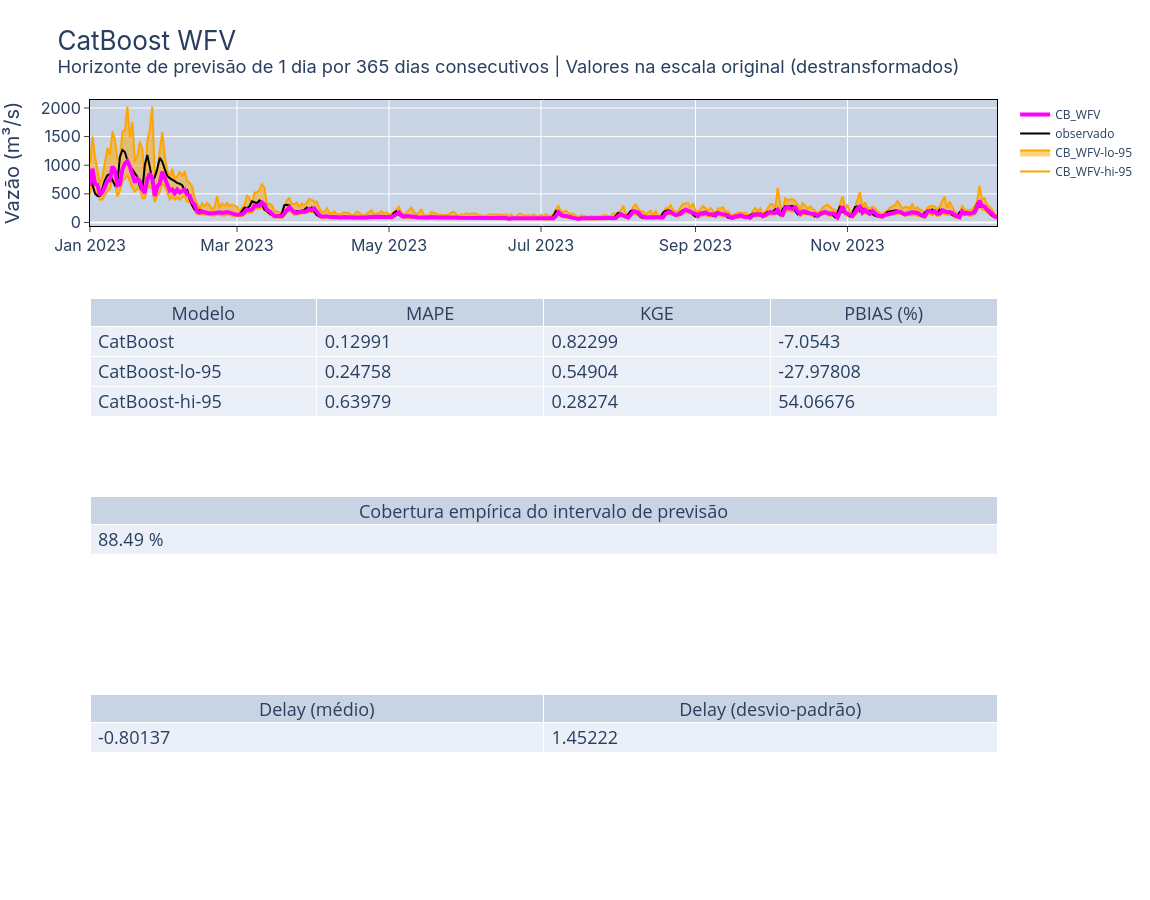 CatBoost WFV
Horizonte de previsão de 1 dia por 365 dias consecutivos | Valores na escala original (destransformados)
Vazão (m³/s)
2000
1500
1000
500
0
Jan 2023
Mar 2023
May 2023
Jul 2023
Sep 2023
Nov 2023
CB_WFV
observado
CB_WFV-lo-95
CB_WFV-hi-95
Modelo MAPE KGE PBIAS (%)
CatBoost 0.12991 0.82299 -7.0543
CatBoost-lo-95 0.24758 0.54904 -27.97808
CatBoost-hi-95 0.63979 0.28274 54.06676
Cobertura empírica do intervalo de previsão
88.49 %
Delay (médio) Delay (desvio-padrão)
-0.80137 1.45222